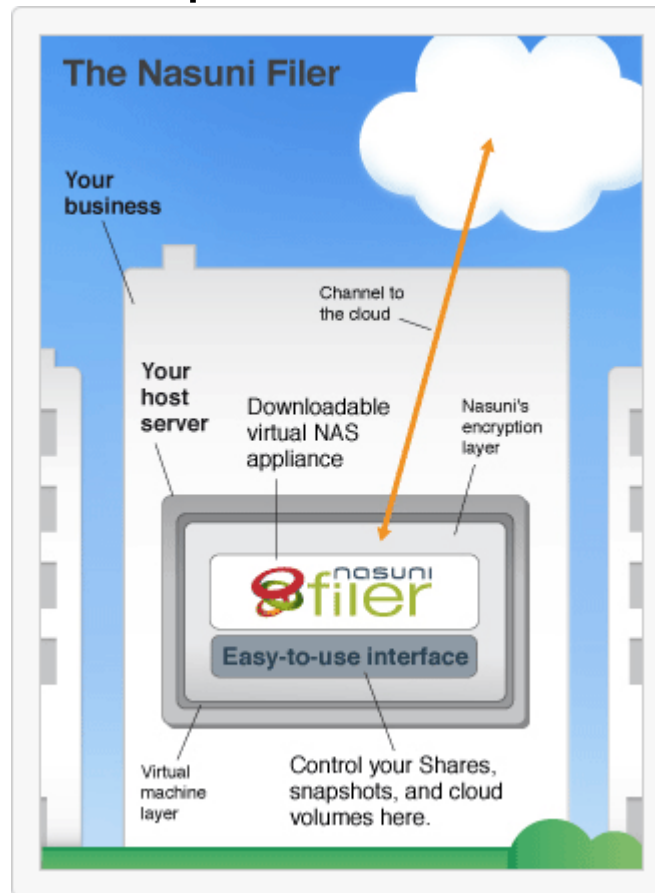 The Nasuni Filer
Your
business
Channel to
the cloud
Your
host
server
Downloadable
virtual NAS
appliance
Nasuni's
encryption
layer
nasuni
filer
Easy-to-use interface
Virtual
machine
layer
Control your Shares,
snapshots, and cloud
volumes here.